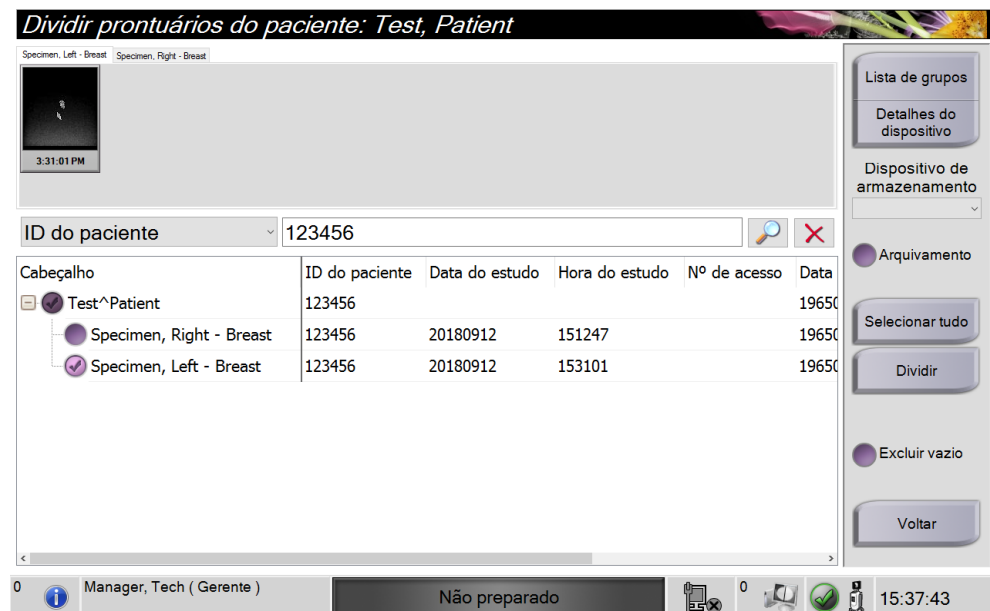 Dividir prontuários do paciente: Test, Patient
Specimen, Left - Breast Specimen, Right - Breast
3:31:01 PM
Lista de grupos
Detalhes do
dispositivo
Dispositivo de
armazenamento
ID do paciente 123456
Arquivamento
Cabeçalho ID do paciente Data do estudo Hora do estudo Nº de acesso Data
Test^Patient 123456 1965
Specimen, Right - Breast 123456 20180912 151247 1965
Specimen, Left - Breast 123456 20180912 153101 1965
Selecionar tudo
Dividir
Excluir vazio
Voltar
0 Manager, Tech ( Gerente ) Não preparado 0 15:37:43